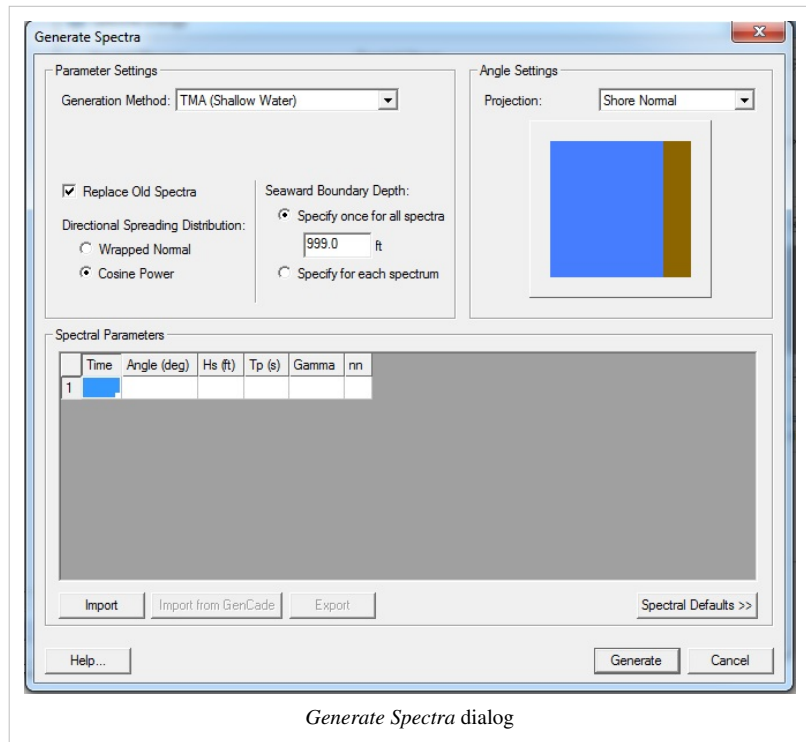 Generate Spectra
Parameter Settings
Generation Method: TMA (Shallow Water)
Replace Old Spectra
Directional Spreading Distribution:
Wrapped Normal
Cosine Power
Seaward Boundary Depth:
Specify once for all spectra
999.0 ft
Specify for each spectrum
Angle Settings
Projection: Shore Normal
Spectral Parameters
Time Angle (deg) Hs (ft) Tp (s) Gamma nn
1
Import Import from GenCade Export Spectral Defaults >>
Help... Generate Cancel
Generate Spectra dialog